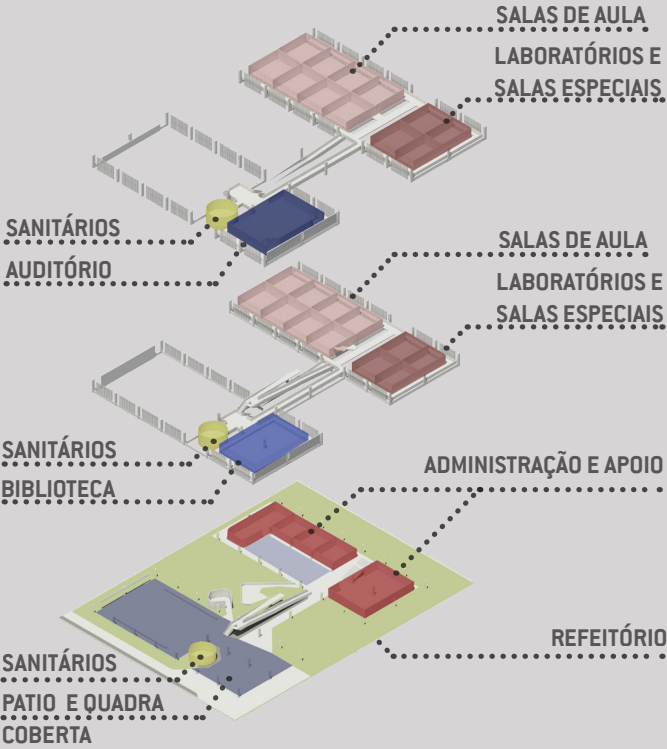 SALAS DE AULA
LABORATÓRIOS E
SALAS ESPECIAIS
SANITÁRIOS
AUDITÓRIO
SALAS DE AULA
LABORATÓRIOS E
SALAS ESPECIAIS
SANITÁRIOS
BIBLIOTECA
ADMINISTRAÇÃO E APOIO
REFEITÓRIO
SANITÁRIOS
PATIO E QUADRA
COBERTA